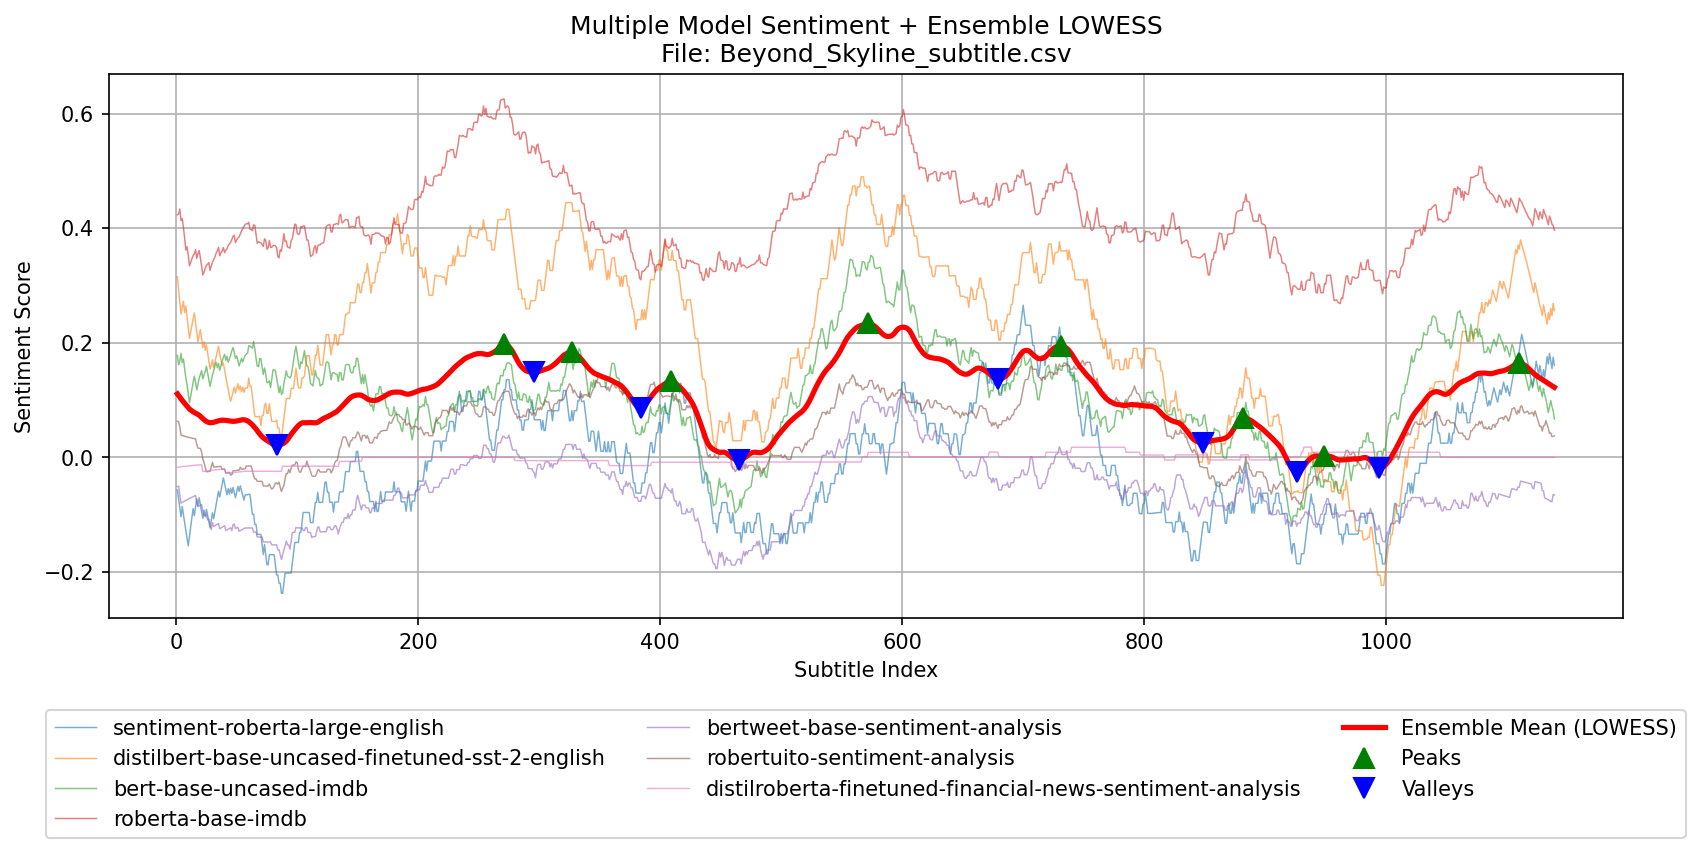 Multiple Model Sentiment + Ensemble LOWESS
File: Beyond_Skyline_subtitle.csv
Sentiment Score
0.6
0.4
0.2
0.0
−0.2
0 200 400 600 800 1000
Subtitle Index
sentiment-roberta-large-english
distilbert-base-uncased-finetuned-sst-2-english
bert-base-uncased-imdb
roberta-base-imdb
bertweet-base-sentiment-analysis
robertuito-sentiment-analysis
distilroberta-finetuned-financial-news-sentiment-analysis
Ensemble Mean (LOWESS)
Peaks
Valleys